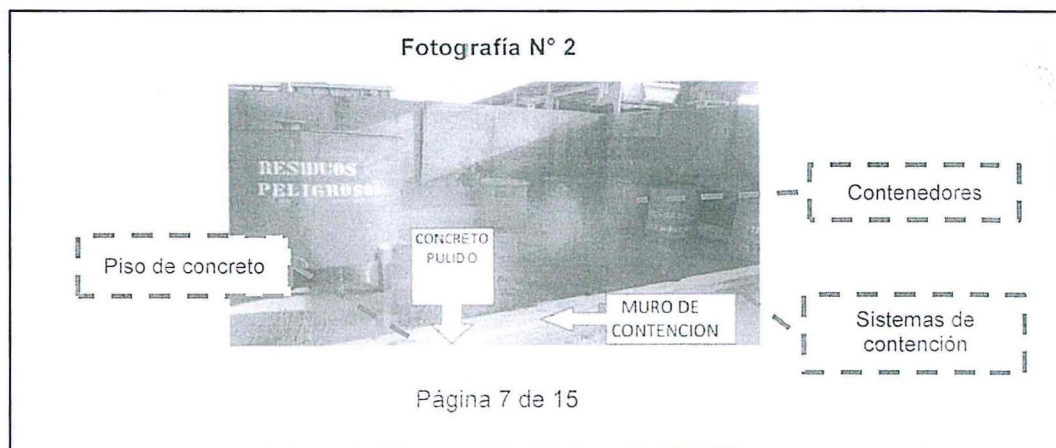 Fotografía N° 2
RESIDUOS
PELIGROSOS
Contenedores
CONCRETO
PULIDO
Piso de concreto
MURO DE
CONTENCION
Sistemas de
contención
Página 7 de 15